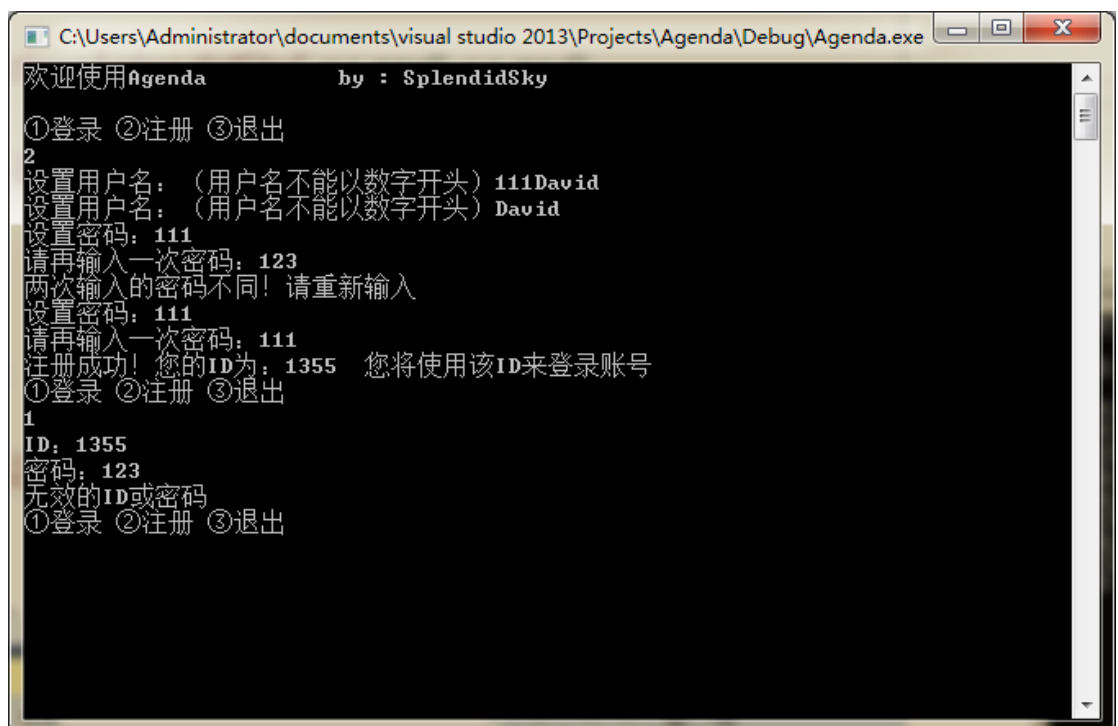 C:\Users\Administrator\documents\visual studio 2013\Projects\Agenda\Debug\Agenda.exe
欢迎使用Agenda by : SplendidSky
①登录 ②注册 ③退出
2
设置用户名：（用户名不能以数字开头）111David
设置用户名：（用户名不能以数字开头）David
设置密码：111
请再输入一次密码：123
两次输入的密码不同！请重新输入
设置密码：111
请再输入一次密码：111
注册成功！您的ID为：1355 您将使用该ID来登录账号
①登录 ②注册 ③退出
1
ID：1355
密码：123
无效的ID或密码
①登录 ②注册 ③退出